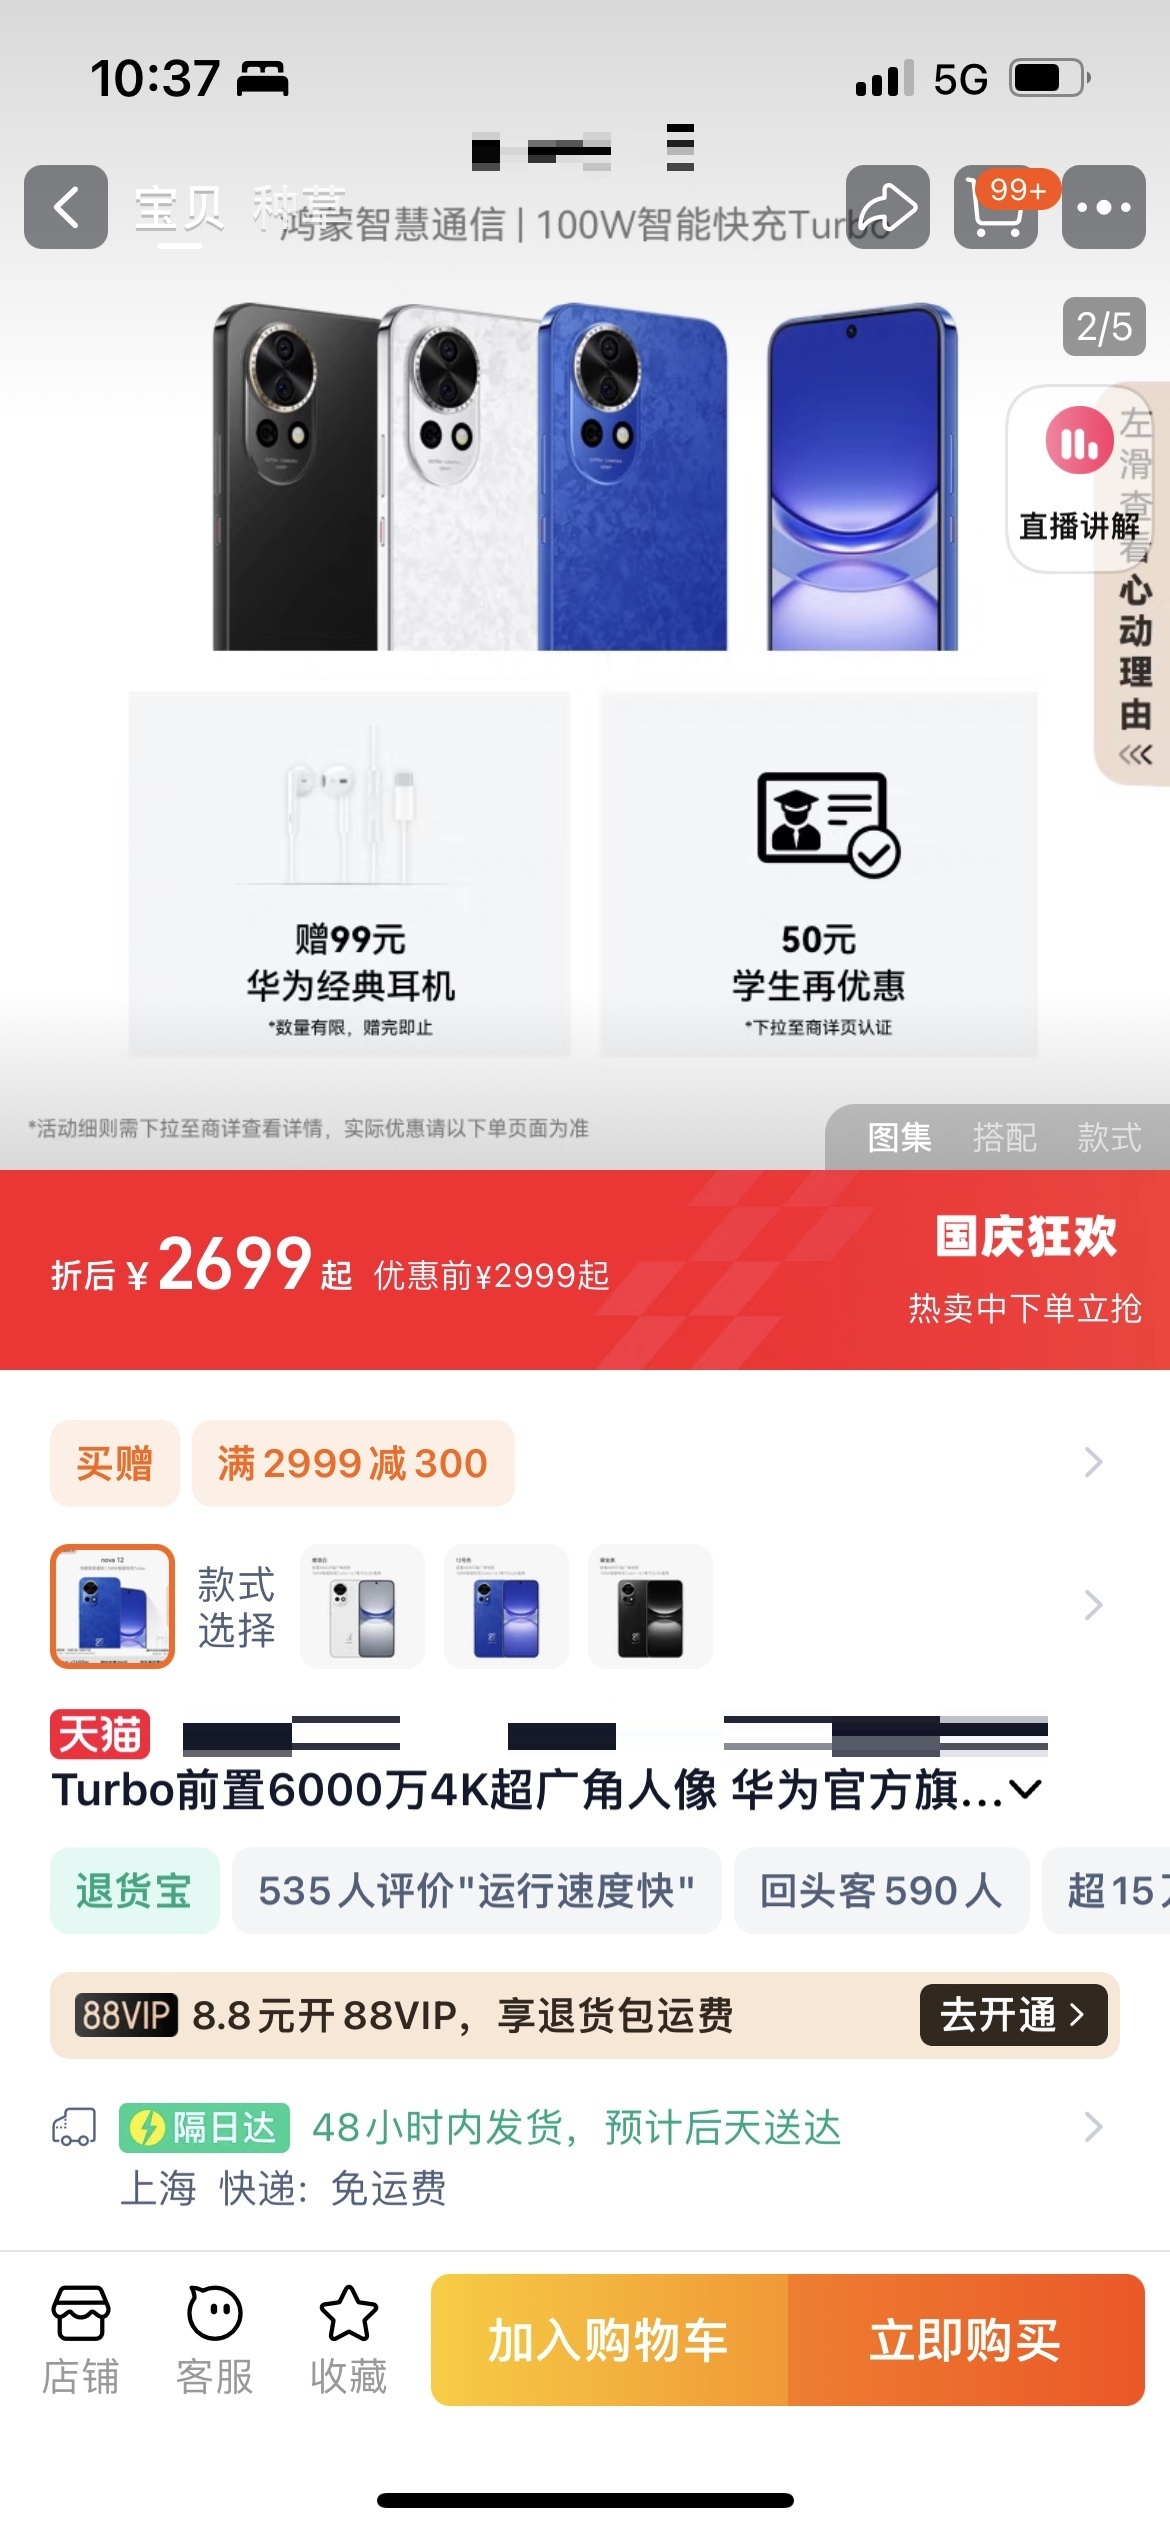 10:37
5G
宝贝 种草
鸿蒙智慧通信 | 100W智能快充Turbo
99+
2/5
直播讲解
左滑查看心动理由
赠99元
华为经典耳机
*数量有限，赠完即止
50元
学生再优惠
*下拉至商详页认证
*活动细则需下拉至商详查看详情，实际优惠请以下单页面为准
图集 搭配 款式
折后¥2699起 优惠前¥2999起
国庆狂欢
热卖中下单立抢
买赠 满2999减300
nova 12
款式
选择
天猫
Turbo前置6000万4K超广角人像 华为官方旗...
退货宝 535人评价"运行速度快" 回头客590人 超15
88VIP 8.8元开88VIP，享退货包运费 去开通
隔日达 48小时内发货，预计后天送达
上海 快递: 免运费
店铺 客服 收藏 加入购物车 立即购买